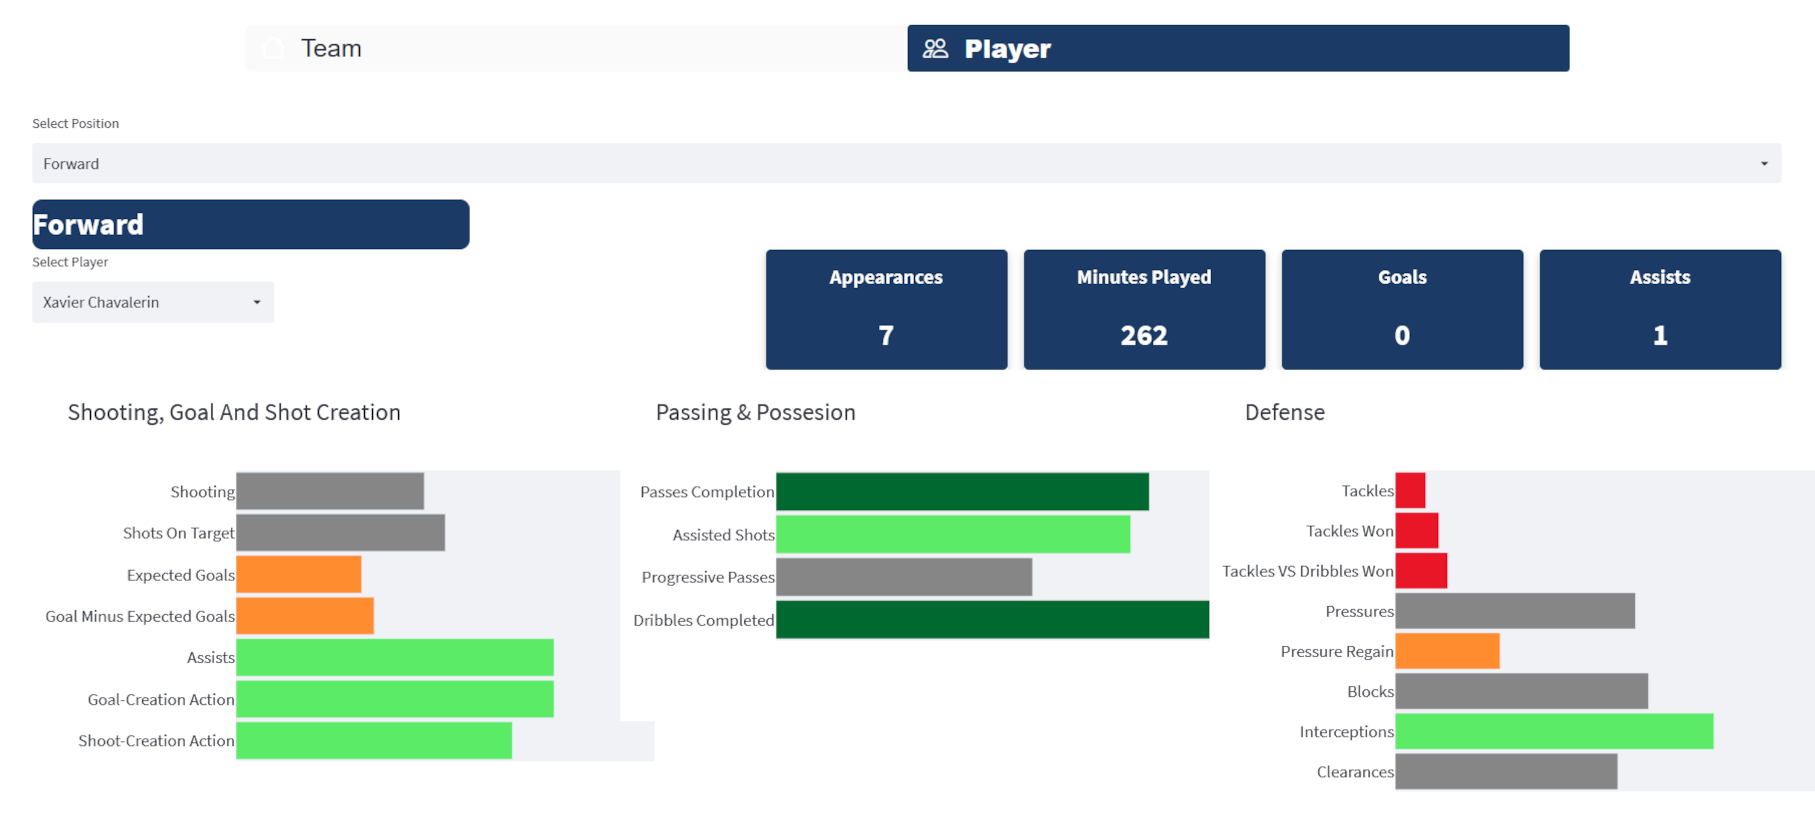 Team
Player
Select Position
Forward
Forward
Select Player
Xavier Chavalerin
Appearances
7
Minutes Played
262
Goals
0
Assists
1
Shooting, Goal And Shot Creation
Shooting
Shots On Target
Expected Goals
Goal Minus Expected Goals
Assists
Goal-Creation Action
Shoot-Creation Action
Passing & Possesion
Passes Completion
Assisted Shots
Progressive Passes
Dribbles Completed
Defense
Tackles
Tackles Won
Tackles VS Dribbles Won
Pressures
Pressure Regain
Blocks
Interceptions
Clearances